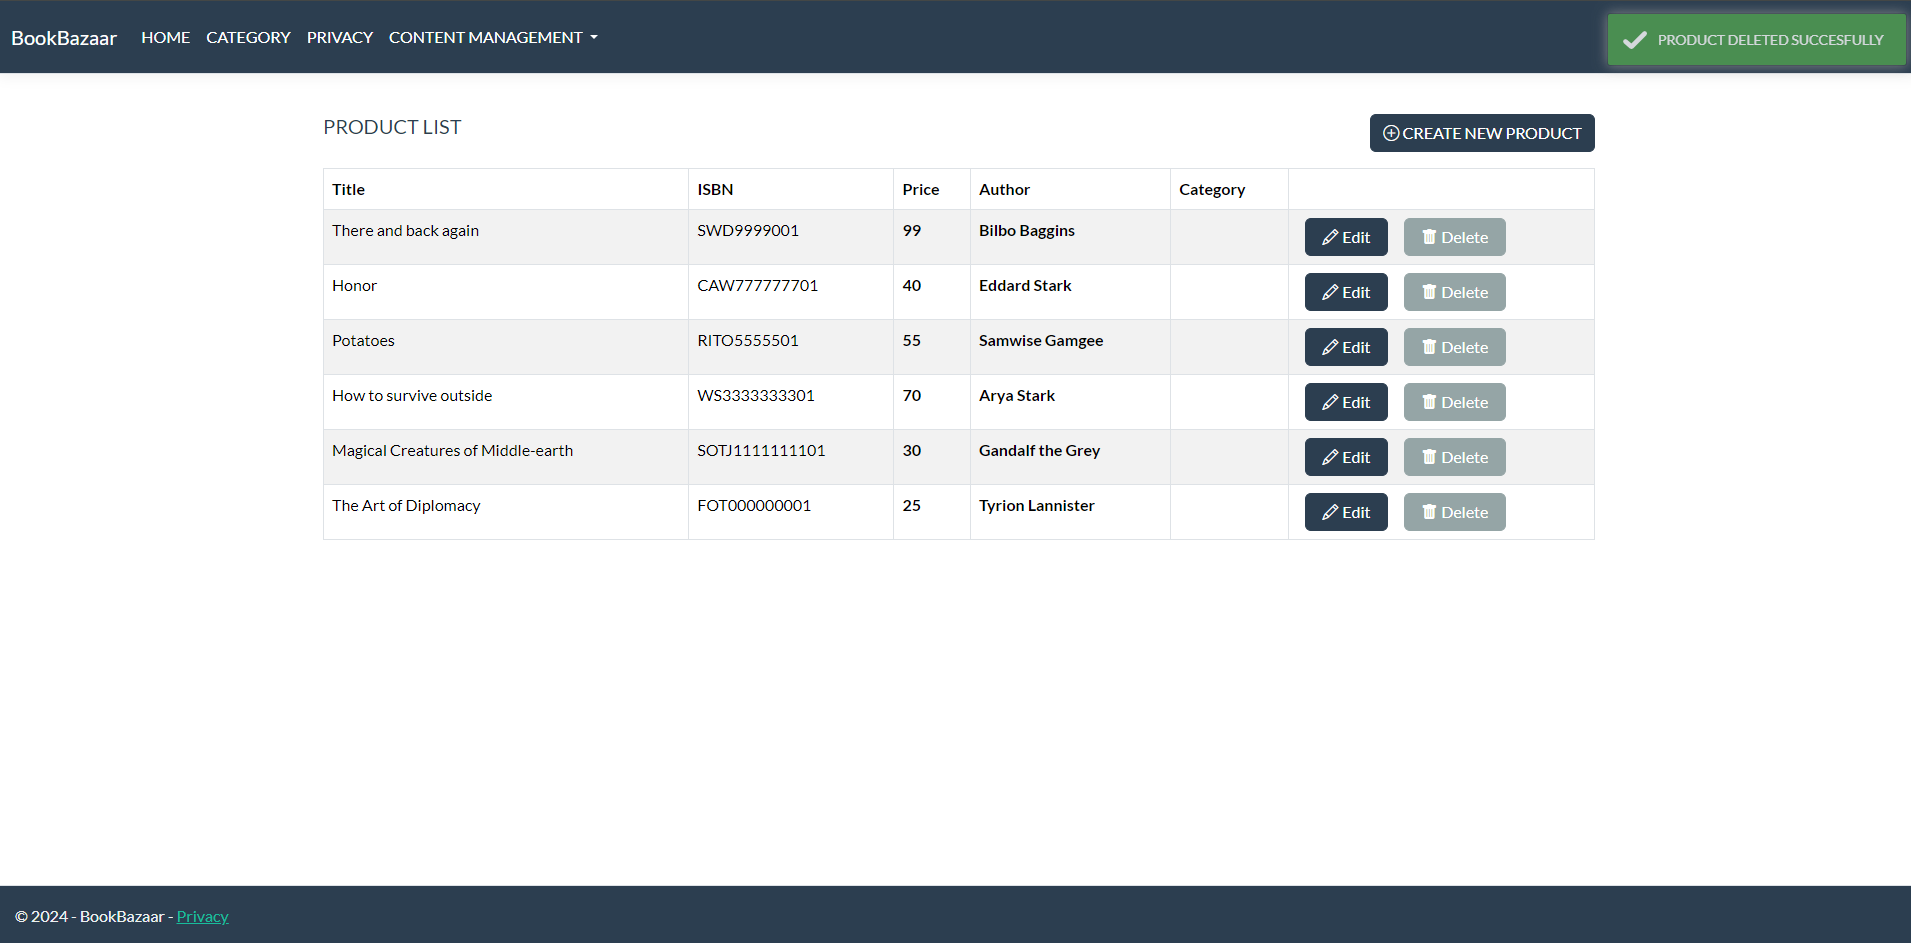 BookBazaar HOME CATEGORY PRIVACY CONTENT MANAGEMENT PRODUCT DELETED SUCCESFULLY
PRODUCT LIST CREATE NEW PRODUCT
Title ISBN Price Author Category
There and back again SWD9999001 99 Bilbo Baggins Edit Delete
Honor CAW777777701 40 Eddard Stark Edit Delete
Potatoes RITO5555501 55 Samwise Gamgee Edit Delete
How to survive outside WS3333333301 70 Arya Stark Edit Delete
Magical Creatures of Middle-earth SOTJ1111111101 30 Gandalf the Grey Edit Delete
The Art of Diplomacy FOT000000001 25 Tyrion Lannister Edit Delete
© 2024 - BookBazaar - Privacy